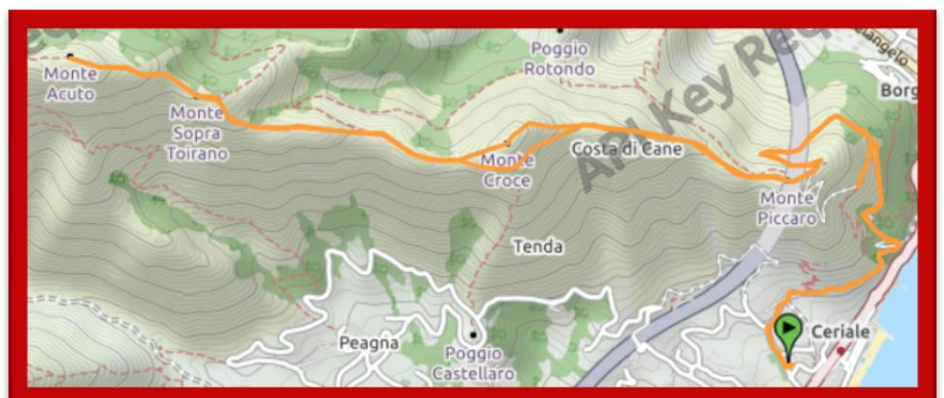 Monte
Acuto
Poggio
Rotondo
Monte
Sopra
Toirano
Monte
Croce
Costa di Cane
API Key Req
Borg
Monte
Piccaro
Tenda
Peagna
Poggio
Castellaro
Ceriale